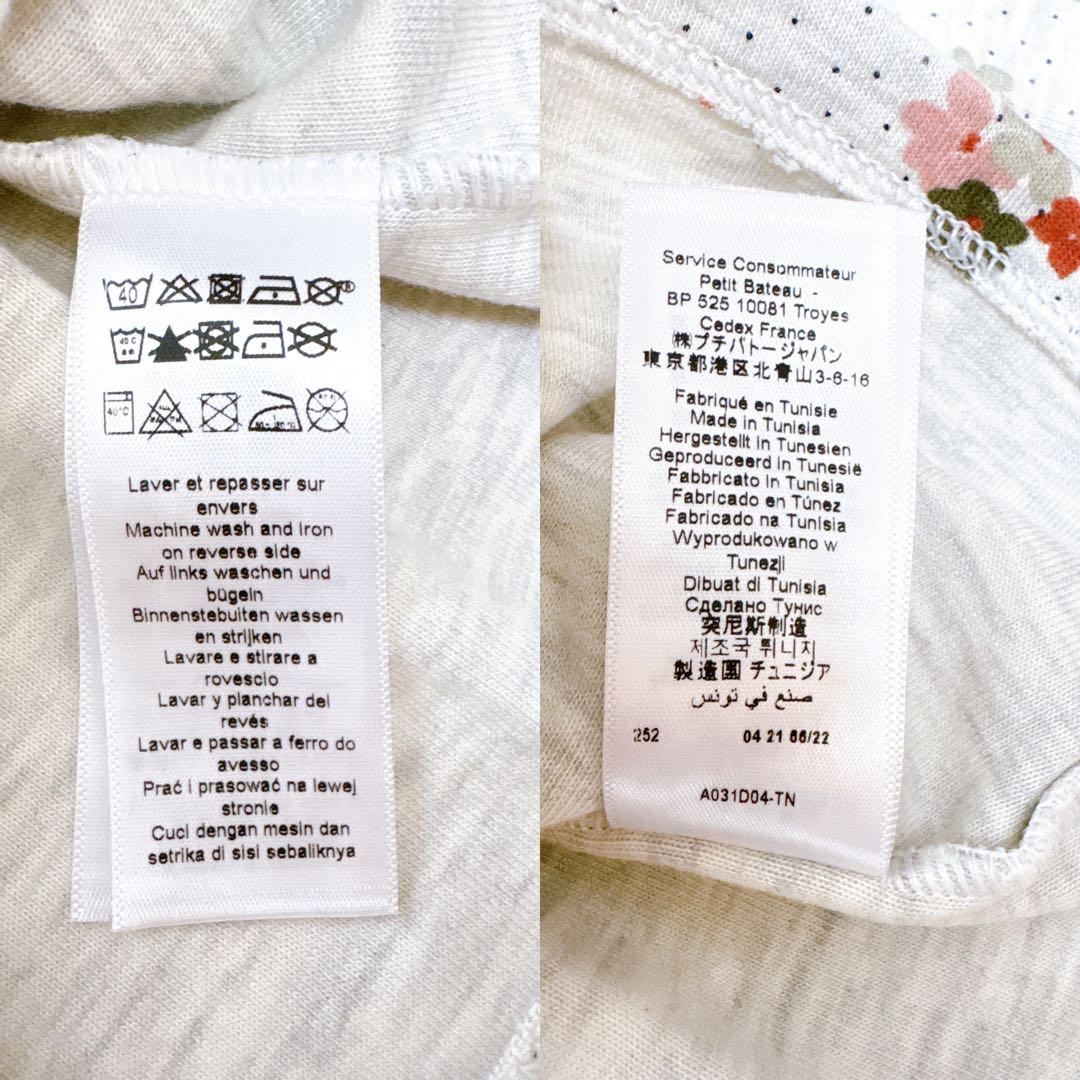 40
40 C
40°C
Laver et repasser sur
envers
Machine wash and iron
on reverse side
Auf links waschen und
bügeln
Binnenstebuiten wassen
en strijken
Lavare e stirare a
rovescio
Lavar y planchar del
revés
Lavar e passar a ferro do
avesso
Prać i prasować na lewej
stronie
Cuci dengan mesin dan
setrika di sisi sebaliknya
Service Consommateur
Petit Bateau -
BP 525 10081 Troyes
Cedex France
㈱プチバトージャパン
東京都港区北青山3-6-16
Fabriqué en Tunisie
Made in Tunisia
Hergestellt in Tunesien
Geproduceerd in Tunesië
Fabbricato in Tunisia
Fabricado en Túnez
Fabricado na Tunísia
Wyprodukowano w
Tunezji
Dibuat di Tunisia
Сделано Тунис
突尼斯制造
제조국 튀니지
製造園 チュニジア
صنع في تونس
252 04 21 66/22
A031D04-TN